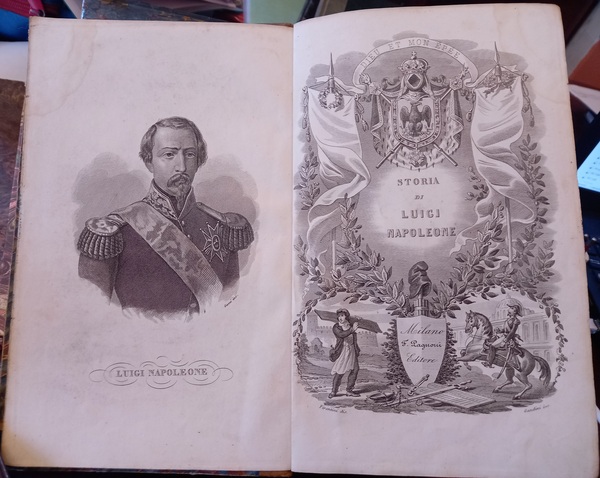 LUIGI NAPOLEONE
STORIA
DI
LUIGI
NAPOLEONE
Milano
F. Pagnoni
Editore